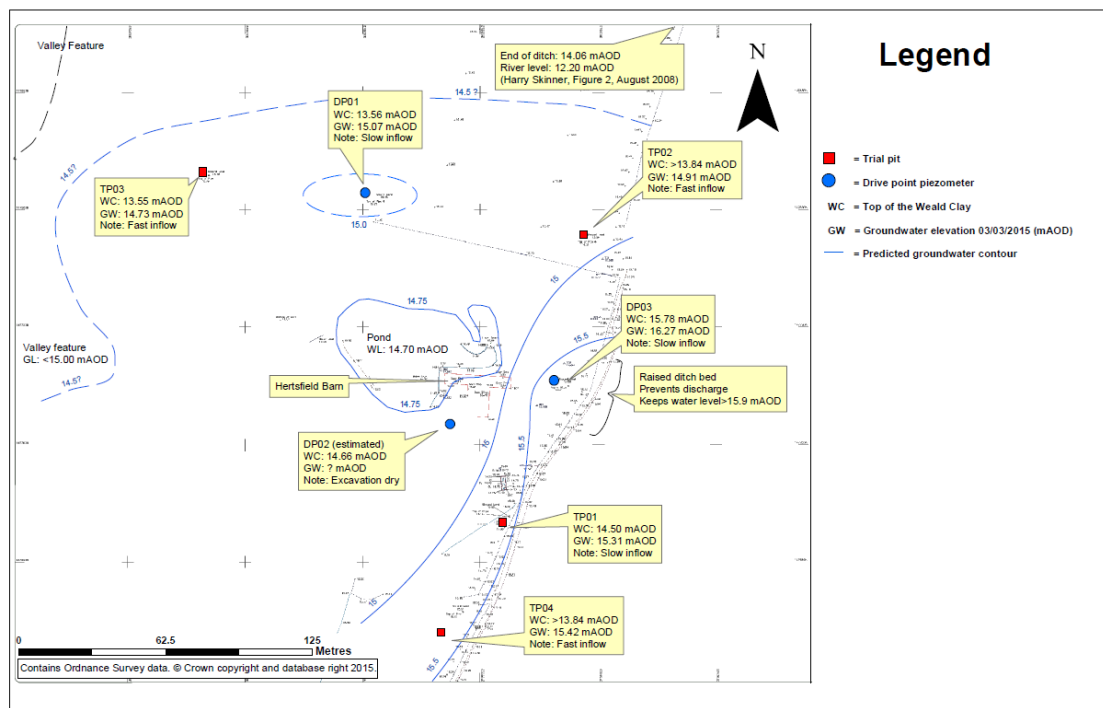 Valley Feature
End of ditch: 14.06 mAOD
River level: 12.20 mAOD
(Harry Skinner, Figure 2, August 2008)
N
Legend
14.5 ?
DP01
WC: 13.56 mAOD
GW: 15.07 mAOD
Note: Slow inflow
TP02
WC: >13.84 mAOD
GW: 14.91 mAOD
Note: Fast inflow
= Trial pit
= Drive point piezometer
WC = Top of the Weald Clay
GW = Groundwater elevation 03/03/2015 (mAOD)
= Predicted groundwater contour
14.5?
TP03
WC: 13.55 mAOD
GW: 14.73 mAOD
Note: Fast inflow
15.0
15
14.75
DP03
WC: 15.78 mAOD
GW: 16.27 mAOD
Note: Slow inflow
Pond
WL: 14.70 mAOD
15.5
Valley feature
GL: <15.00 mAOD
14.5?
Hertsfield Barn
Raised ditch bed
Prevents discharge
Keeps water level>15.9 mAOD
14.75
15
15.5
DP02 (estimated)
WC: 14.66 mAOD
GW: ? mAOD
Note: Excavation dry
TP01
WC: 14.50 mAOD
GW: 15.31 mAOD
Note: Slow inflow
15
TP04
WC: >13.84 mAOD
GW: 15.42 mAOD
Note: Fast inflow
15.5
0 62.5 125
Metres
Contains Ordnance Survey data. © Crown copyright and database right 2015.